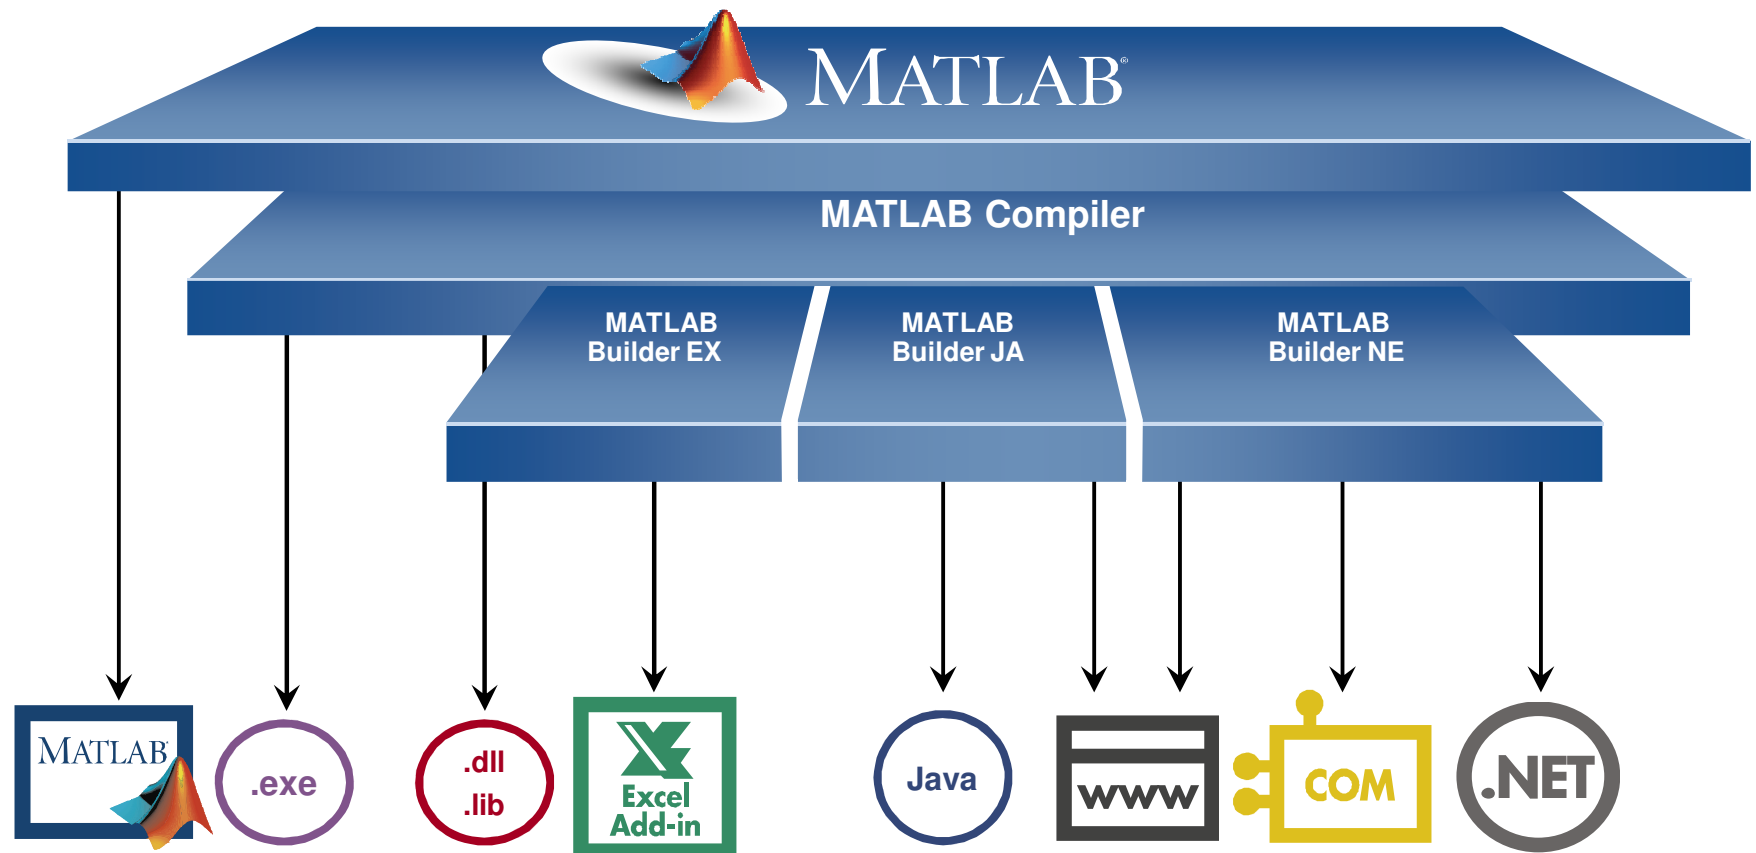 MATLAB®
MATLAB Compiler
MATLAB
Builder EX
MATLAB
Builder JA
MATLAB
Builder NE
MATLAB
.exe
.dll
.lib
Excel
Add-in
Java
www
COM
.NET